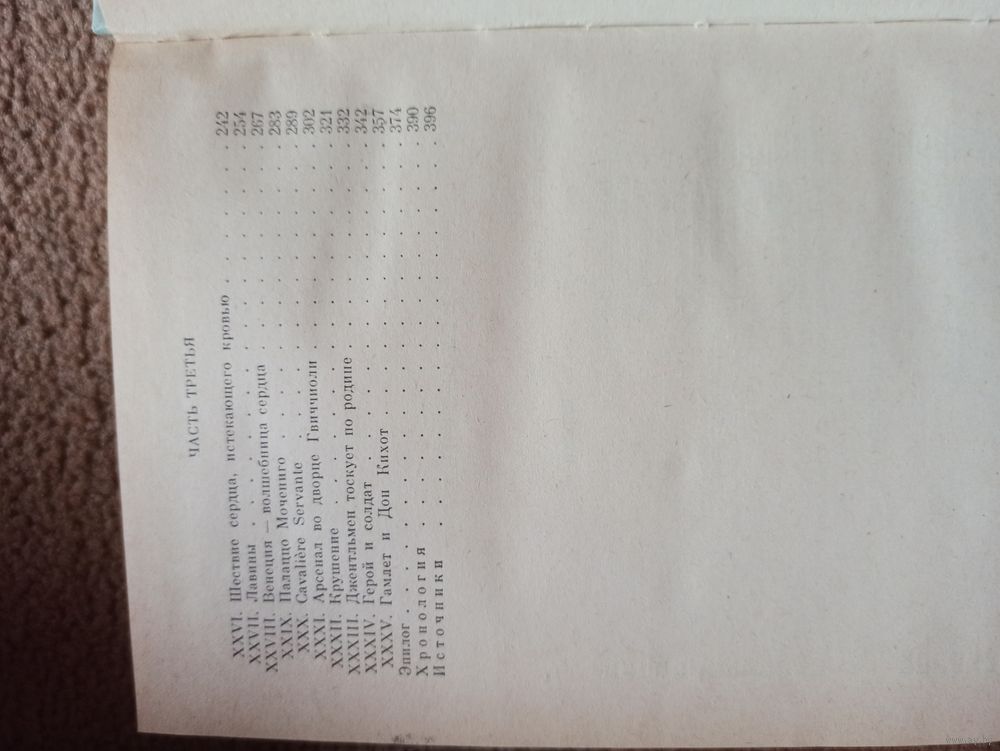 ЧАСТЬ ТРЕТЬЯ
XXVI. Шествие сердца, истекающего кровью . . . . . . . . 242
XXVII. Лавины . . . . . . . . . . . . . . . . . . 254
XXVIII. Венеция — волшебница сердца . . . . . . . . . . . 267
XXIX. Палаццо Мочениго . . . . . . . . . . . . . . . 283
XXX. Cavalière Servante . . . . . . . . . . . . . . . 289
XXXI. Арсенал во дворце Гвиччиоли . . . . . . . . . . . 302
XXXII. Крушение . . . . . . . . . . . . . . . . . . 321
XXXIII. Джентльмен тоскует по родине . . . . . . . . . . . 332
XXXIV. Герой и солдат . . . . . . . . . . . . . . . . 342
XXXV. Гамлет и Дон Кихот . . . . . . . . . . . . . . 357
Эпилог . . . . . . . . . . . . . . . . . . . . . 374
Хронология . . . . . . . . . . . . . . . . . . . 390
Источники . . . . . . . . . . . . . . . . . . . 396